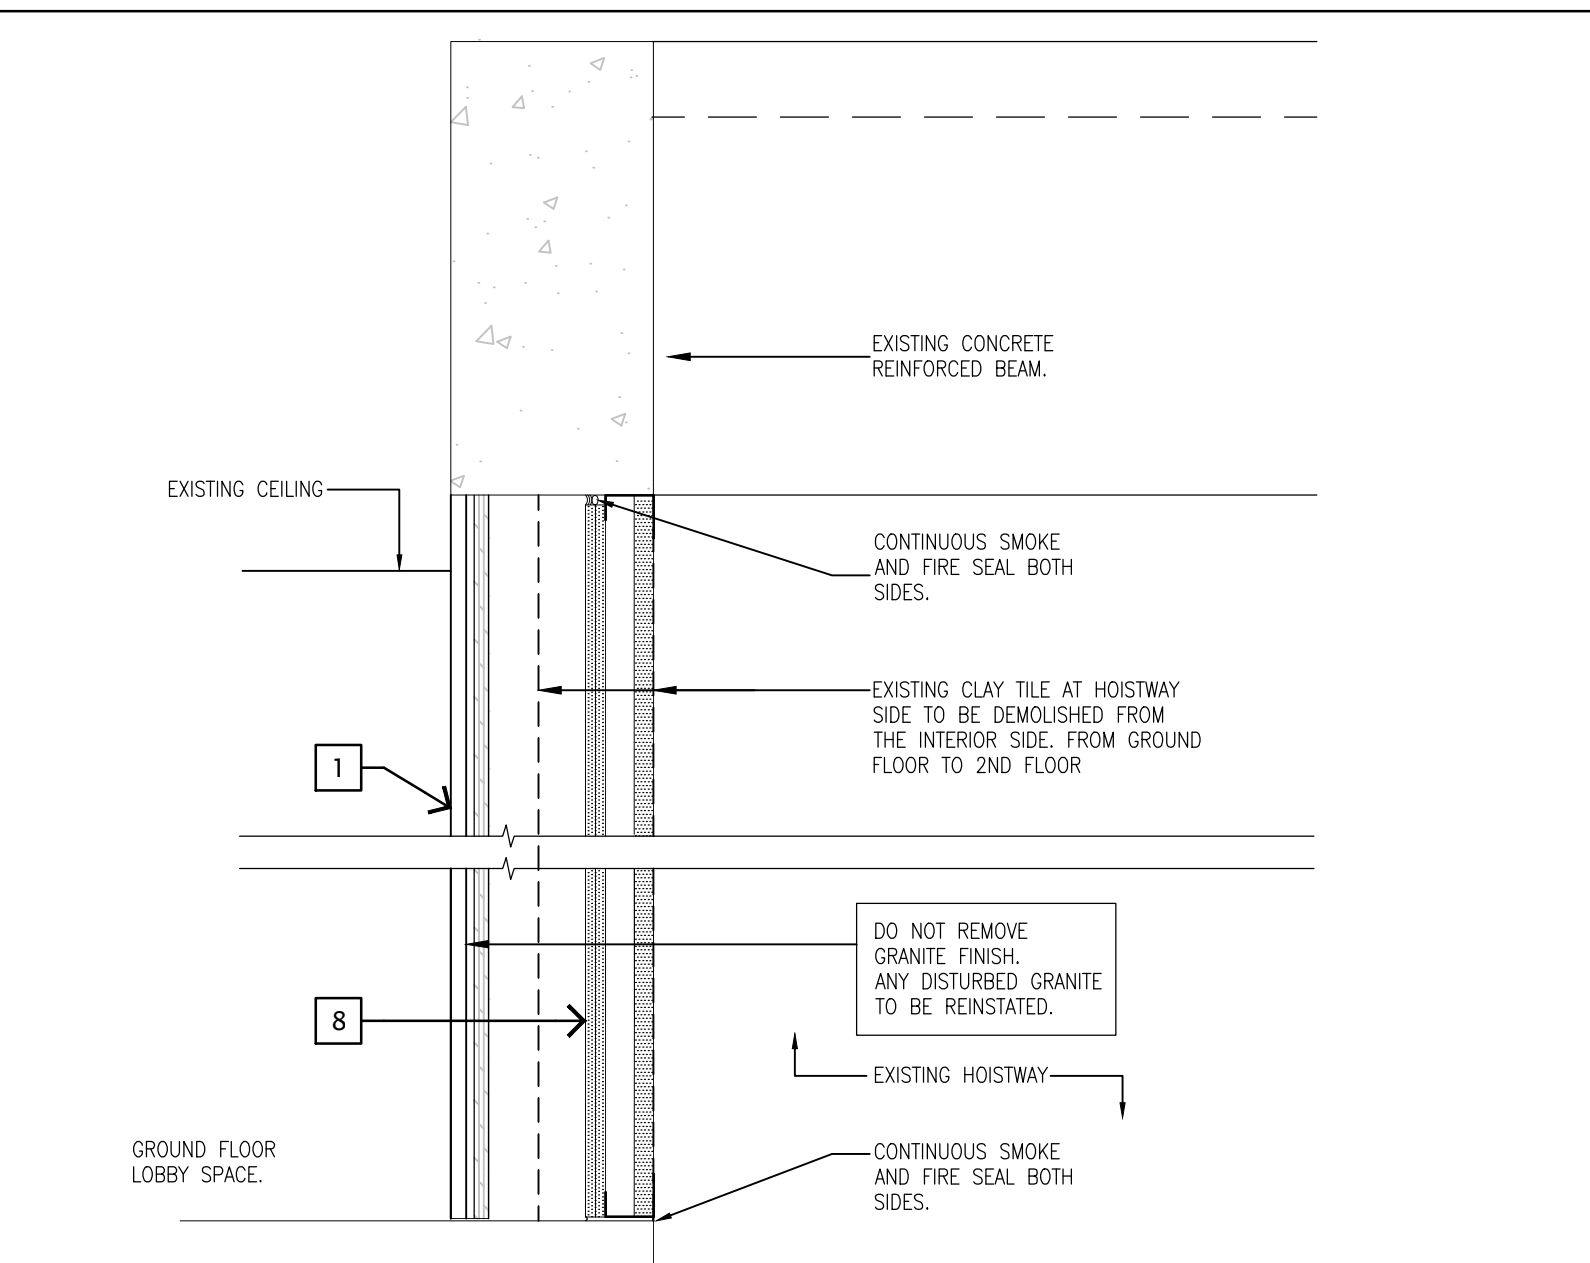 EXISTING CONCRETE
REINFORCED BEAM.
EXISTING CEILING
CONTINUOUS SMOKE
AND FIRE SEAL BOTH
SIDES.
EXISTING CLAY TILE AT HOISTWAY
SIDE TO BE DEMOLISHED FROM
THE INTERIOR SIDE. FROM GROUND
FLOOR TO 2ND FLOOR
1
DO NOT REMOVE
GRANITE FINISH.
ANY DISTURBED GRANITE
TO BE REINSTATED.
8
EXISTING HOISTWAY
GROUND FLOOR
LOBBY SPACE.
CONTINUOUS SMOKE
AND FIRE SEAL BOTH
SIDES.